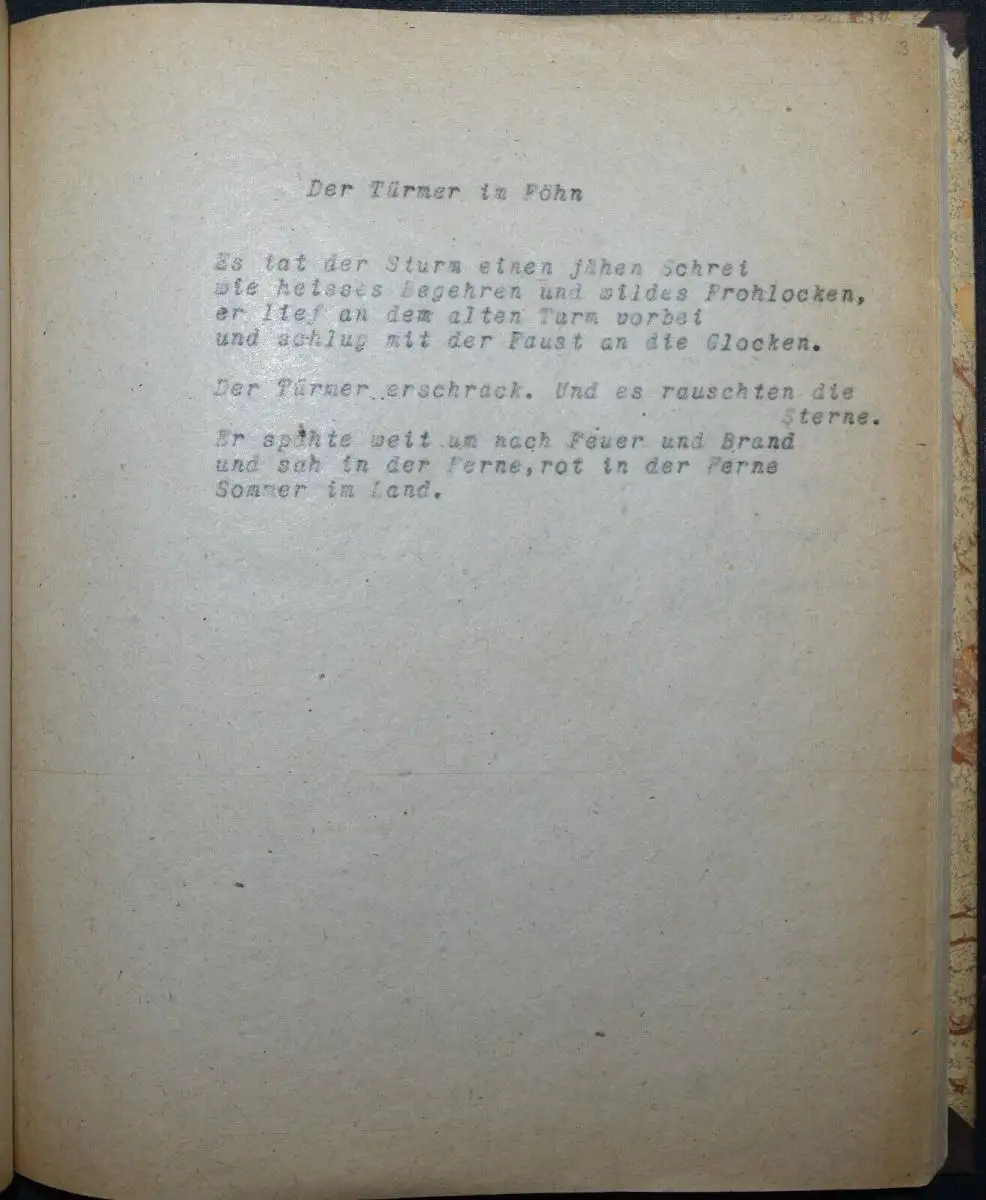 3
Der Türmer im Föhn
Es tat der Sturm einen jähen Schrei
wie heisses Begehren und wildes Frohlocken,
er lief an dem alten Turm vorbei
und schlug mit der Faust an die Glocken.
Der Türmer erschrack. Und es rauschten die
Sterne.
Er spähte weit um nach Feuer und Brand
und sah in der Ferne,rot in der Ferne
Sommer im Land.